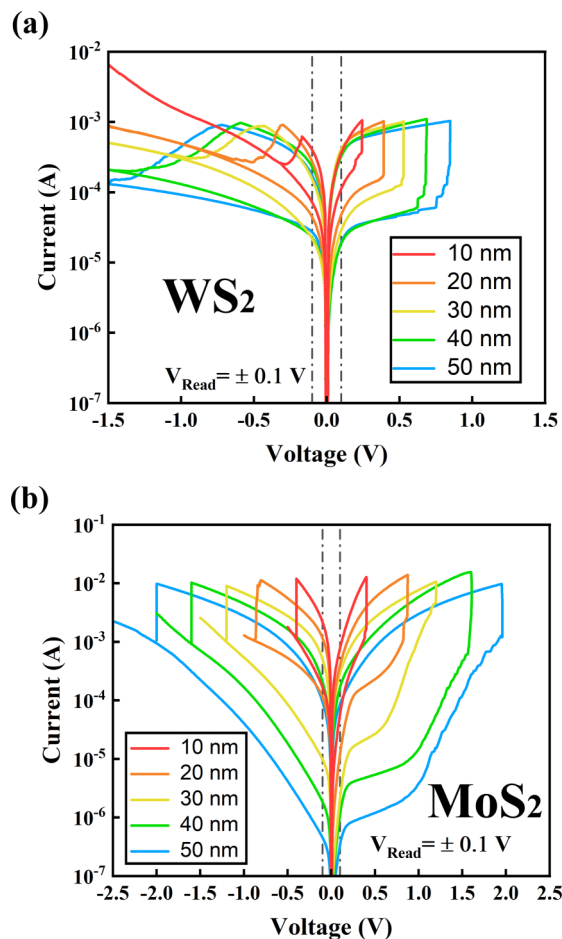 (a)
10⁻²
10⁻³
10⁻⁴
10⁻⁵
10⁻⁶
10⁻⁷
Current (A)
WS₂
V_Read = ± 0.1 V
10 nm
20 nm
30 nm
40 nm
50 nm
-1.5 -1.0 -0.5 0.0 0.5 1.0 1.5
Voltage (V)
(b)
10⁻¹
10⁻²
10⁻³
10⁻⁴
10⁻⁵
10⁻⁶
10⁻⁷
Current (A)
10 nm
20 nm
30 nm
40 nm
50 nm
MoS₂
V_Read = ± 0.1 V
-2.5 -2.0 -1.5 -1.0 -0.5 0.0 0.5 1.0 1.5 2.0 2.5
Voltage (V)